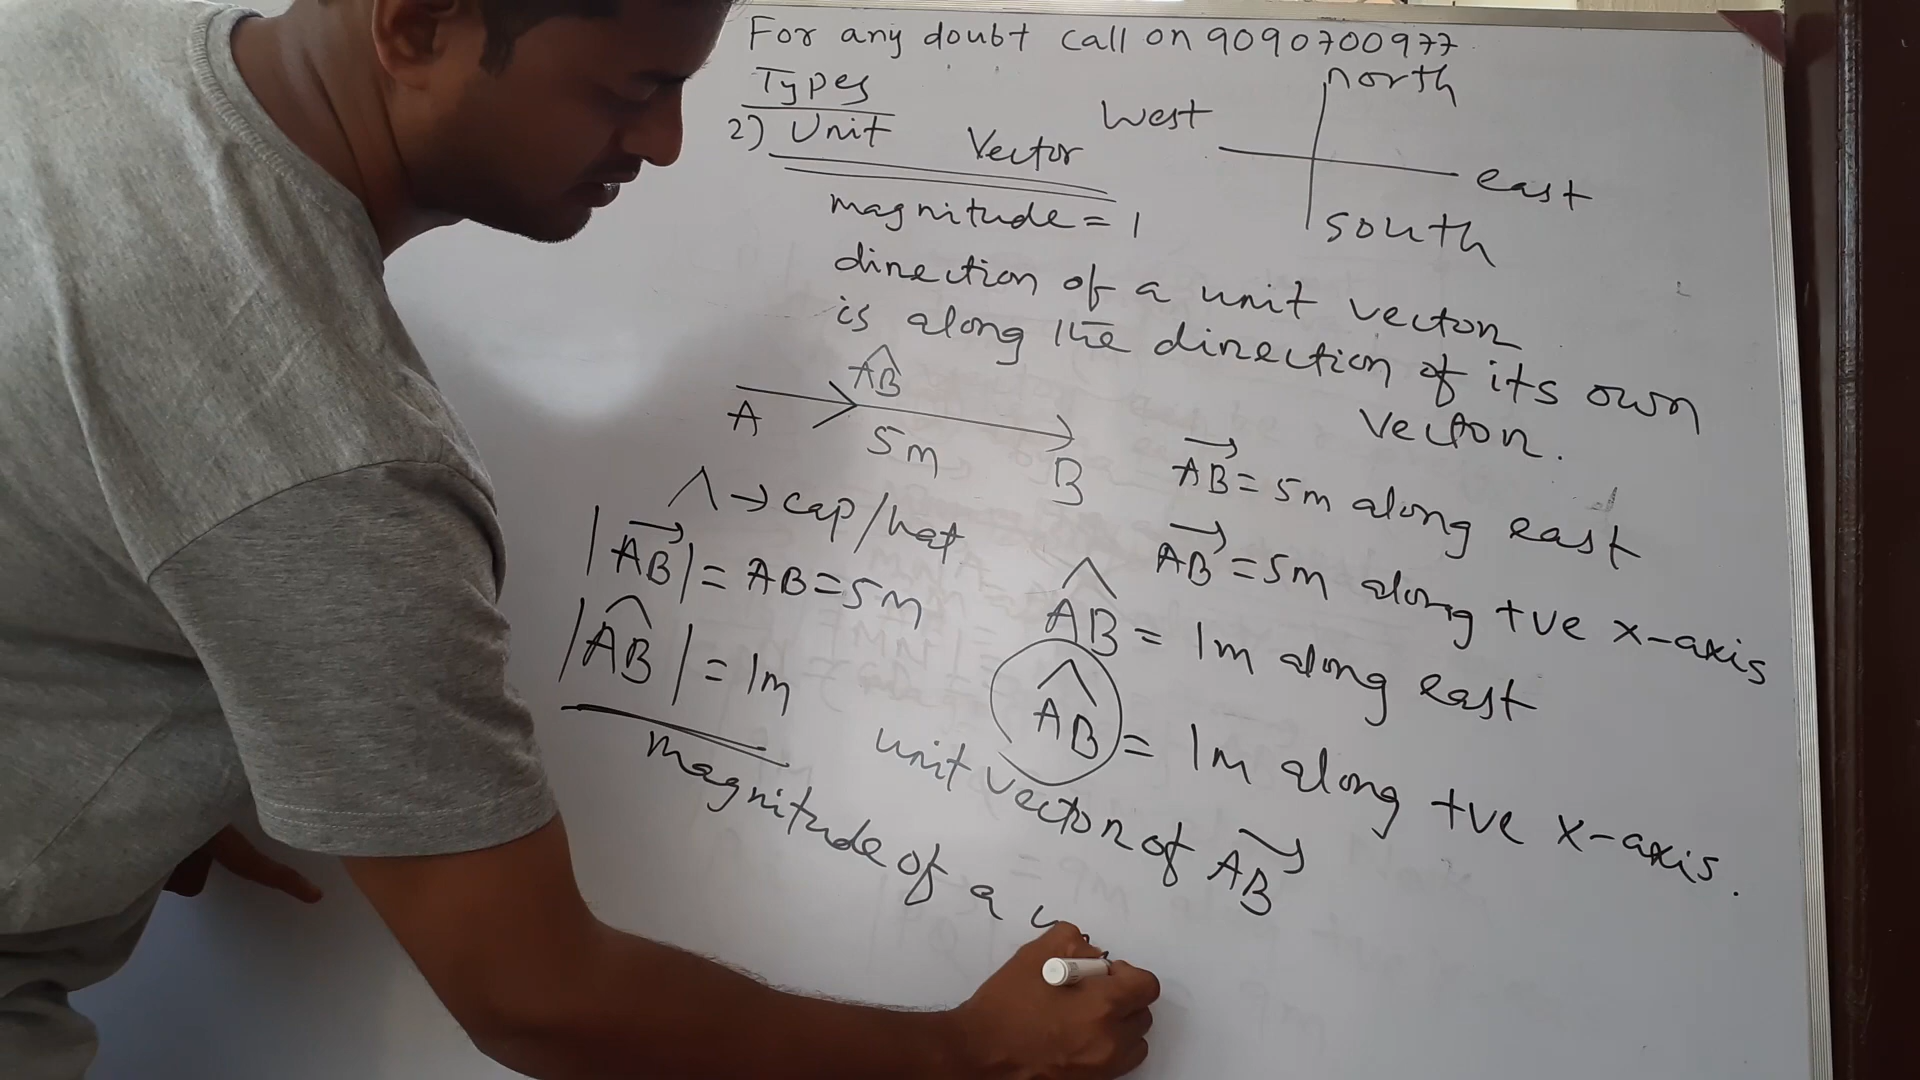 For any doubt call on 9090700977
Types
2) Unit Vector
north
West
east
south
magnitude = 1
direction of a unit vector
is along the direction of its own
vector.
AB^
A
5m
B
^ → cap/hat
|AB→| = AB = 5m
|AB^| = 1m
magnitude of a
AB→ = 5m along east
AB→ = 5m along +ve x-axis
AB^ = 1m along east
AB^ = 1m along +ve x-axis.
unit vector of AB→